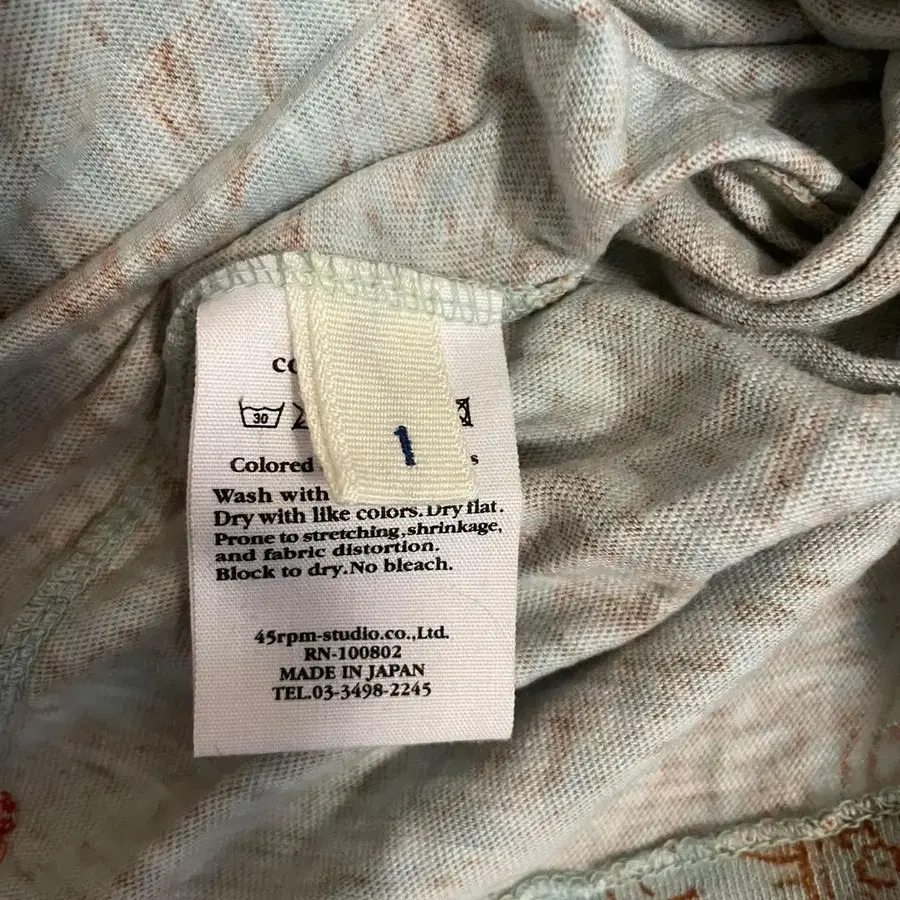 30
1
Colored
Wash with
Dry with like colors. Dry flat.
Prone to stretching, shrinkage,
and fabric distortion.
Block to dry. No bleach.
45rpm-studio.co.,Ltd.
RN-100802
MADE IN JAPAN
TEL.03-3498-2245